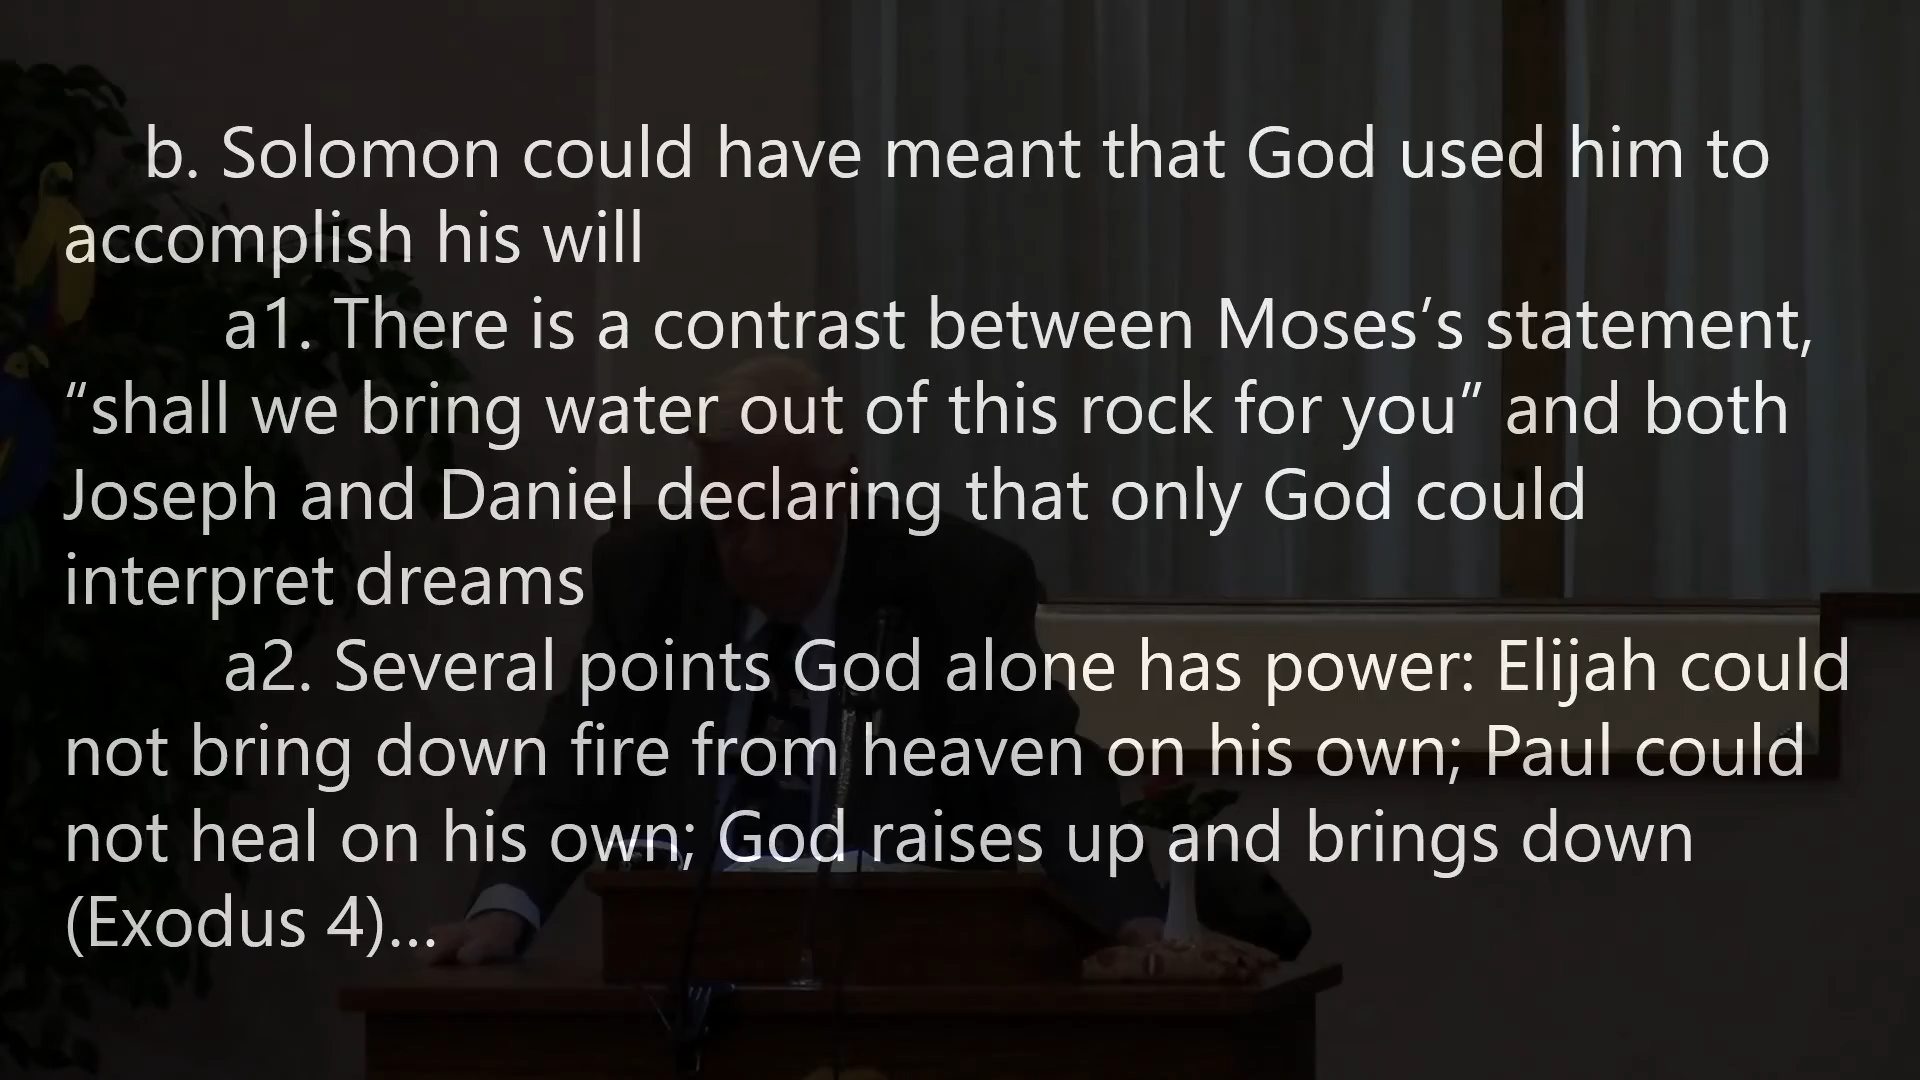 b. Solomon could have meant that God used him to
accomplish his will
a1. There is a contrast between Moses’s statement,
“shall we bring water out of this rock for you” and both
Joseph and Daniel declaring that only God could
interpret dreams
a2. Several points God alone has power: Elijah could
not bring down fire from heaven on his own; Paul could
not heal on his own; God raises up and brings down
(Exodus 4)...